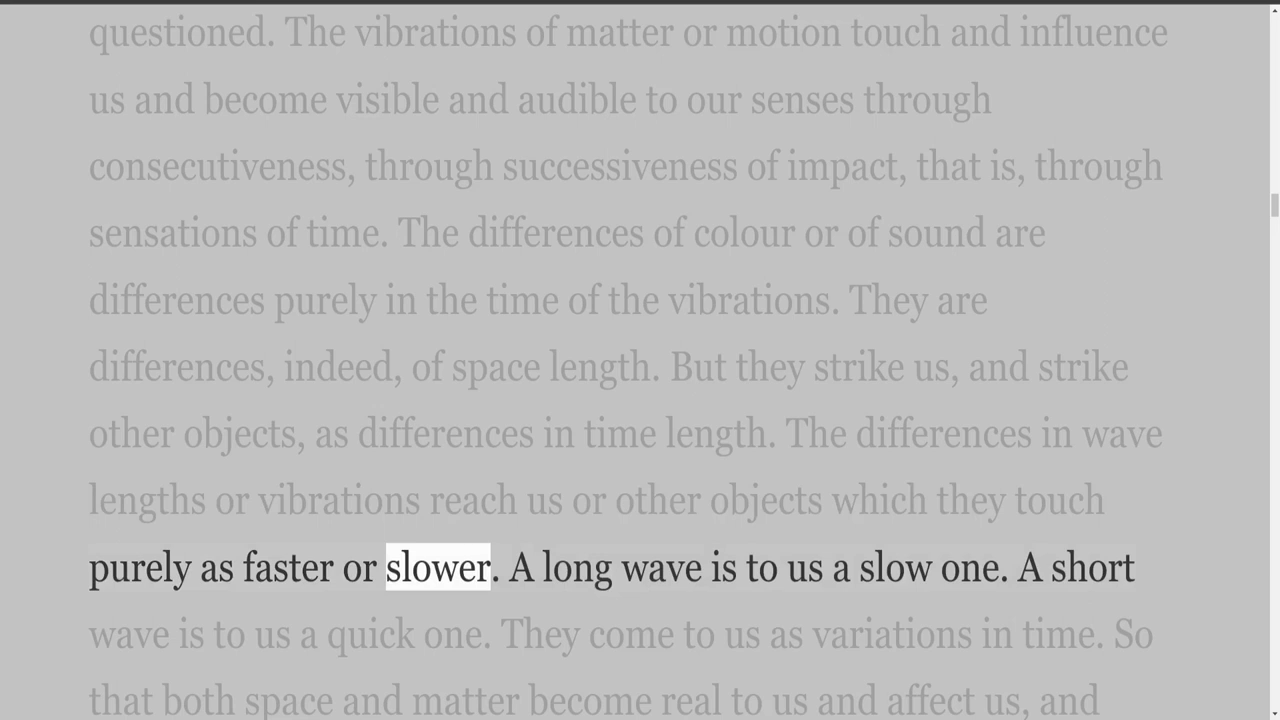 questioned. The vibrations of matter or motion touch and influence
us and become visible and audible to our senses through
consecutiveness, through successiveness of impact, that is, through
sensations of time. The differences of colour or of sound are
differences purely in the time of the vibrations. They are
differences, indeed, of space length. But they strike us, and strike
other objects, as differences in time length. The differences in wave
lengths or vibrations reach us or other objects which they touch
purely as faster or slower. A long wave is to us a slow one. A short
wave is to us a quick one. They come to us as variations in time. So
that both space and matter become real to us and affect us, and